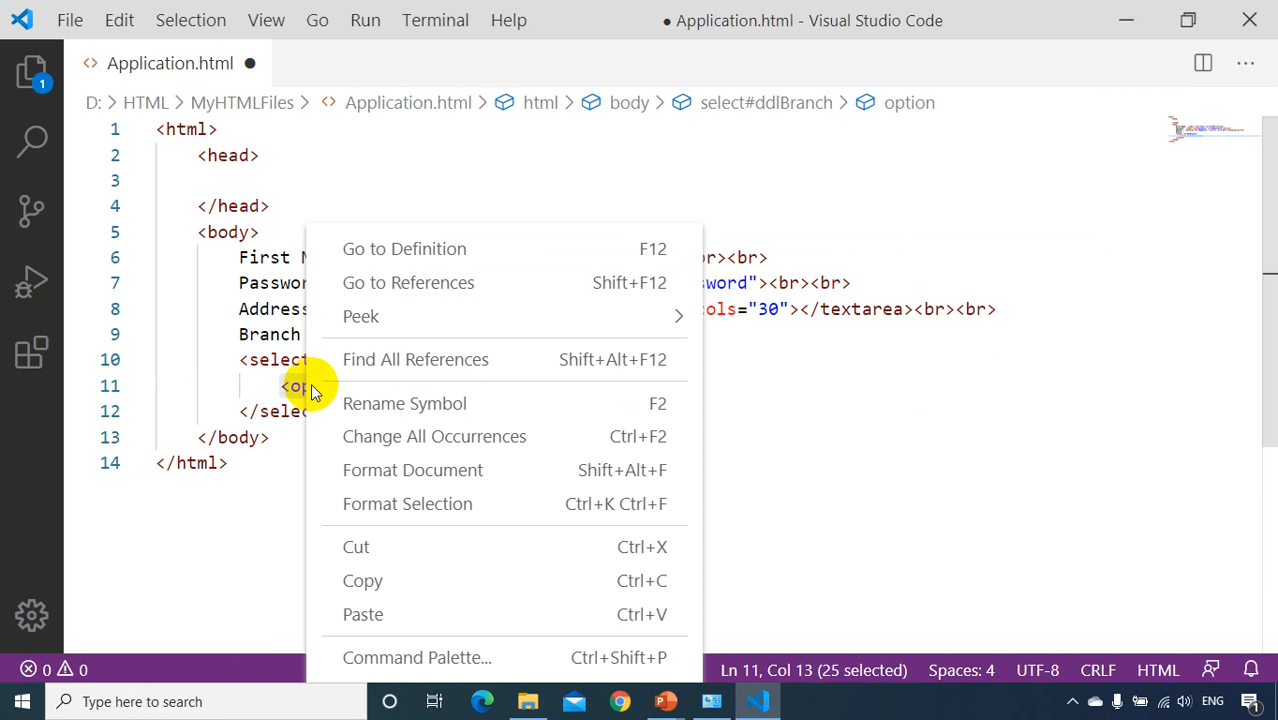 File Edit Selection View Go Run Terminal Help ● Application.html - Visual Studio Code
<> Application.html ●
1
D: > HTML > MyHTMLFiles > <> Application.html > html > body > select#ddlBranch > option
1 <html>
2 <head>
3
4 </head>
5 <body>
6 First r><br>
7 Passwor sword"><br><br>
8 Address cols="30"></textarea><br><br>
9 Branch
10 <select
11 <op
12 </selec
13 </body>
14 </html>
Go to Definition F12
Go to References Shift+F12
Peek >
Find All References Shift+Alt+F12
Rename Symbol F2
Change All Occurrences Ctrl+F2
Format Document Shift+Alt+F
Format Selection Ctrl+K Ctrl+F
Cut Ctrl+X
Copy Ctrl+C
Paste Ctrl+V
Command Palette... Ctrl+Shift+P
0 0 Ln 11, Col 13 (25 selected) Spaces: 4 UTF-8 CRLF HTML
Type here to search ENG 1